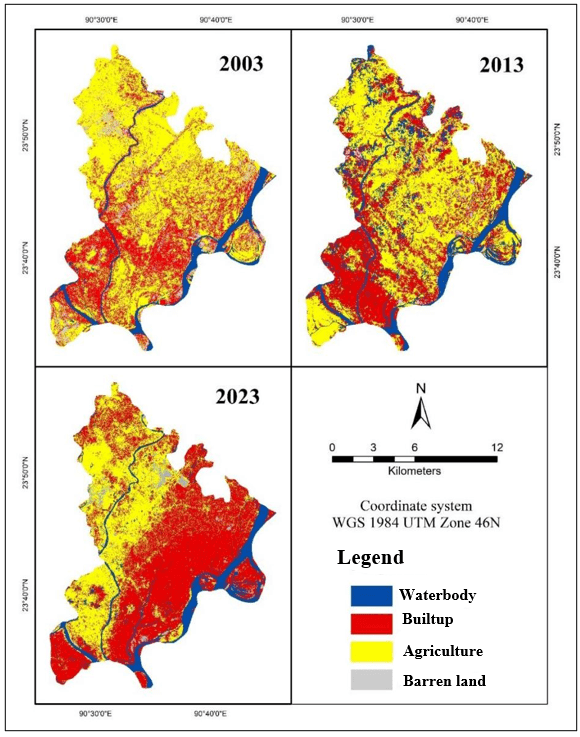 90°30'0"E 90°40'0"E 90°30'0"E 90°40'0"E
2003
2013
23°50'0"N
23°50'0"N
23°40'0"N
23°40'0"N
2023
N
23°50'0"N
0 3 6 12
Kilometers
Coordinate system
WGS 1984 UTM Zone 46N
Legend
23°40'0"N
Waterbody
Builtup
Agriculture
Barren land
90°30'0"E 90°40'0"E